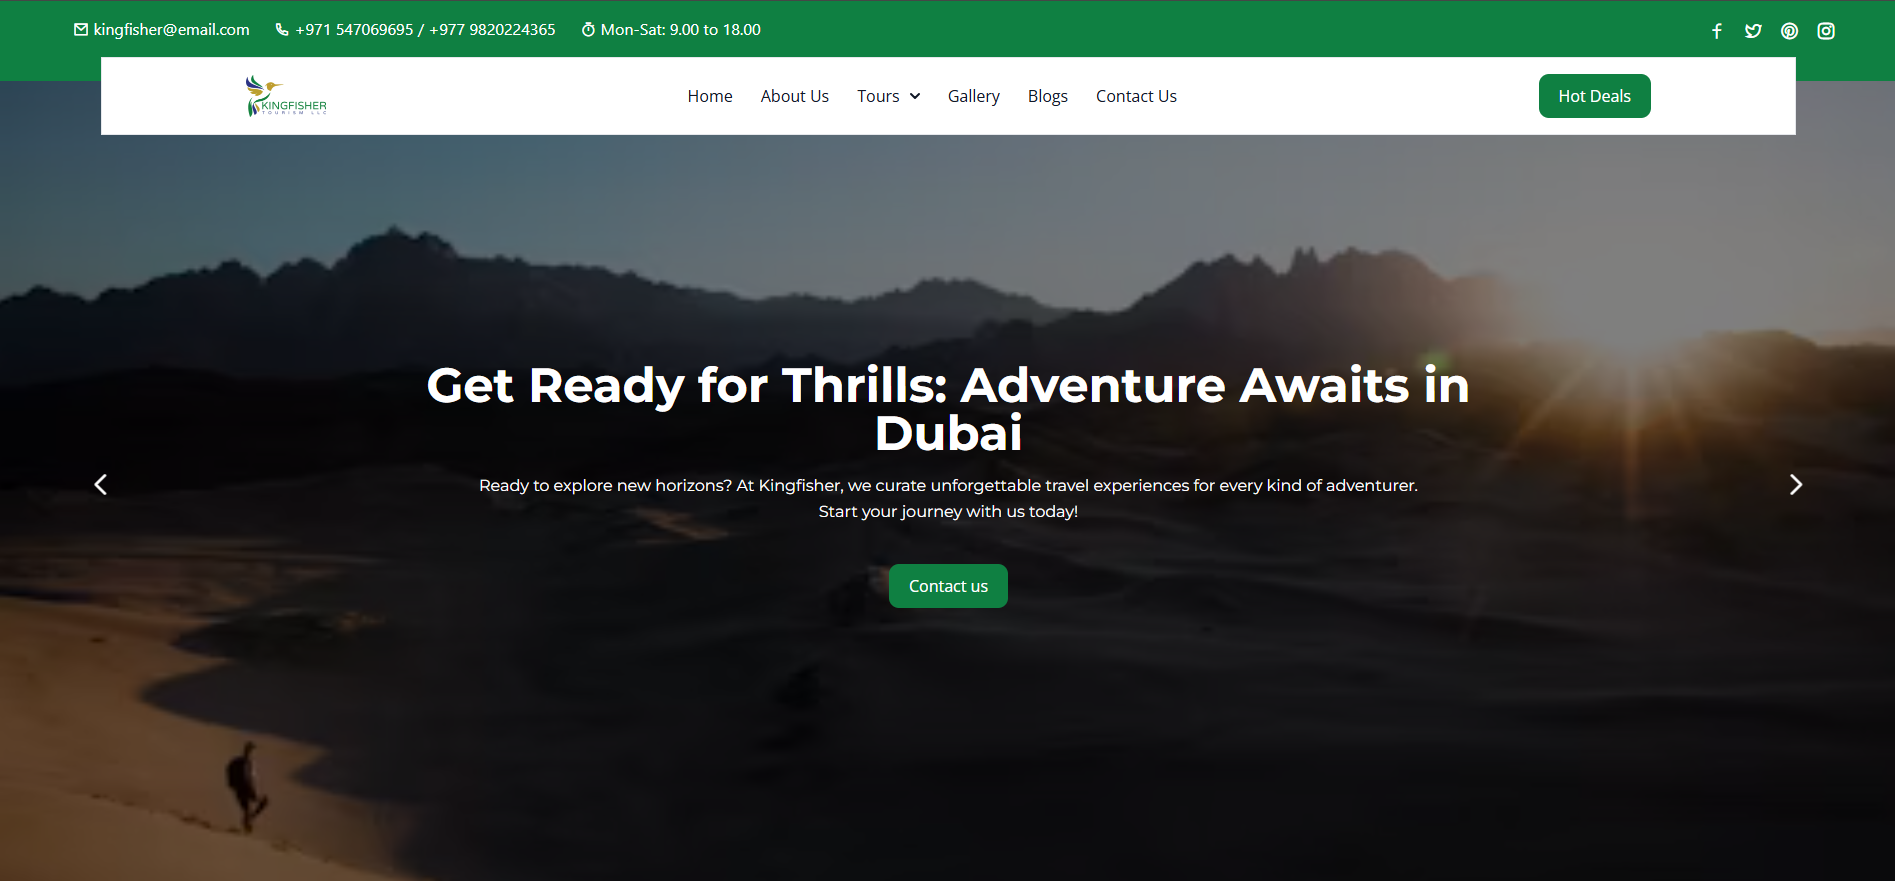 kingfisher@email.com
+971 547069695 / +977 9820224365
Mon-Sat: 9.00 to 18.00
KINGFISHER
TOURISM LLC
Home
About Us
Tours
Gallery
Blogs
Contact Us
Hot Deals
Get Ready for Thrills: Adventure Awaits in
Dubai
Ready to explore new horizons? At Kingfisher, we curate unforgettable travel experiences for every kind of adventurer.
Start your journey with us today!
Contact us